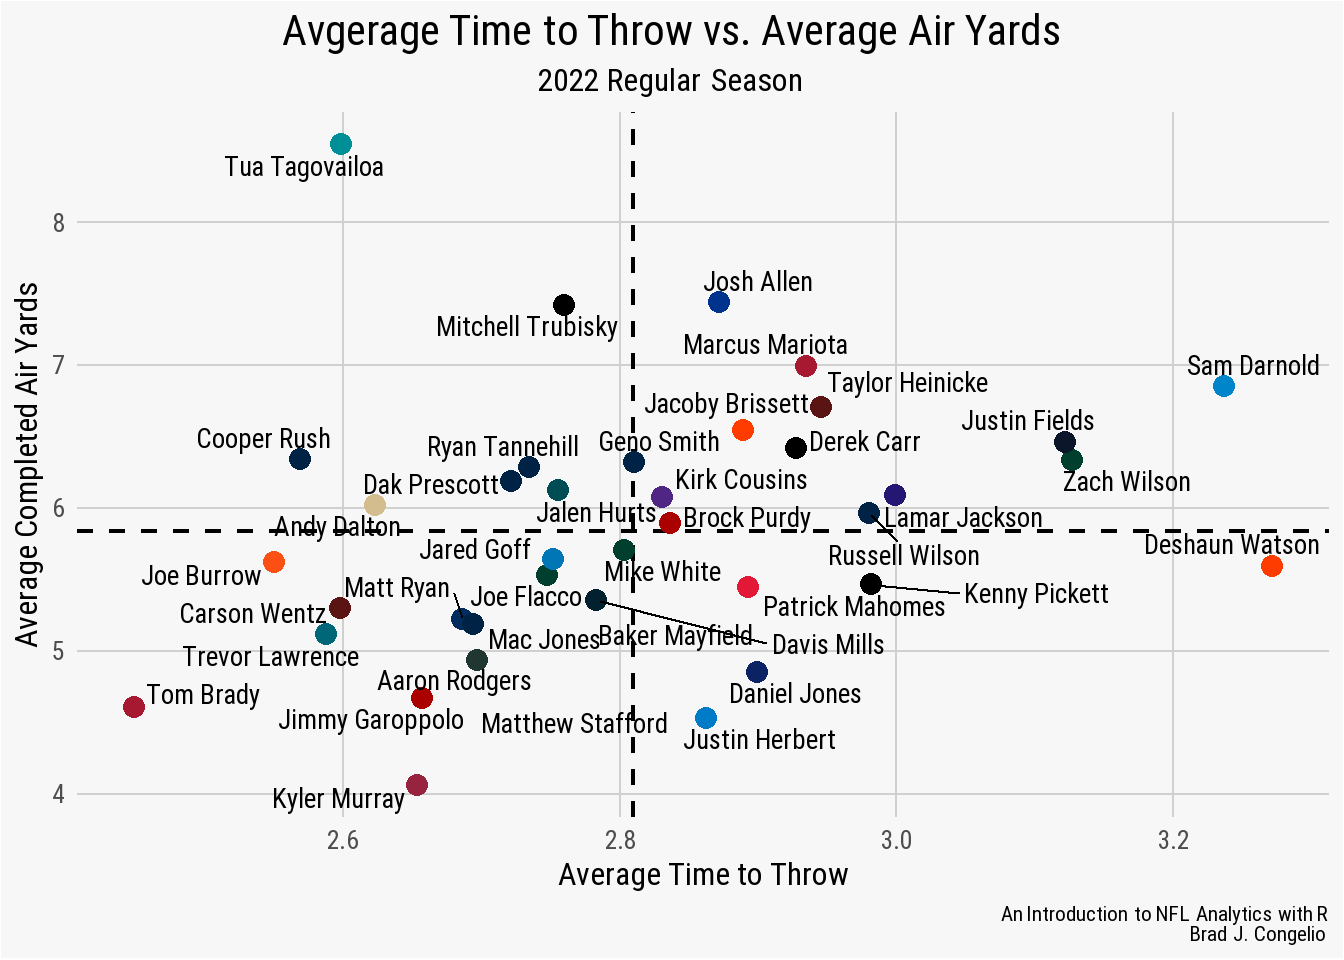 Avgerage Time to Throw vs. Average Air Yards
2022 Regular Season
Average Completed Air Yards
8
7
6
5
4
Tua Tagovailoa
Josh Allen
Mitchell Trubisky
Marcus Mariota
Sam Darnold
Taylor Heinicke
Jacoby Brissett
Justin Fields
Cooper Rush
Ryan Tannehill
Geno Smith
Derek Carr
Dak Prescott
Kirk Cousins
Zach Wilson
Jalen Hurts
Brock Purdy
Lamar Jackson
Andy Dalton
Jared Goff
Russell Wilson
Deshaun Watson
Joe Burrow
Mike White
Matt Ryan
Joe Flacco
Patrick Mahomes
Kenny Pickett
Carson Wentz
Mac Jones
Baker Mayfield
Davis Mills
Trevor Lawrence
Aaron Rodgers
Tom Brady
Daniel Jones
Jimmy Garoppolo
Matthew Stafford
Justin Herbert
Kyler Murray
2.6
2.8
3.0
3.2
Average Time to Throw
An Introduction to NFL Analytics with R
Brad J. Congelio